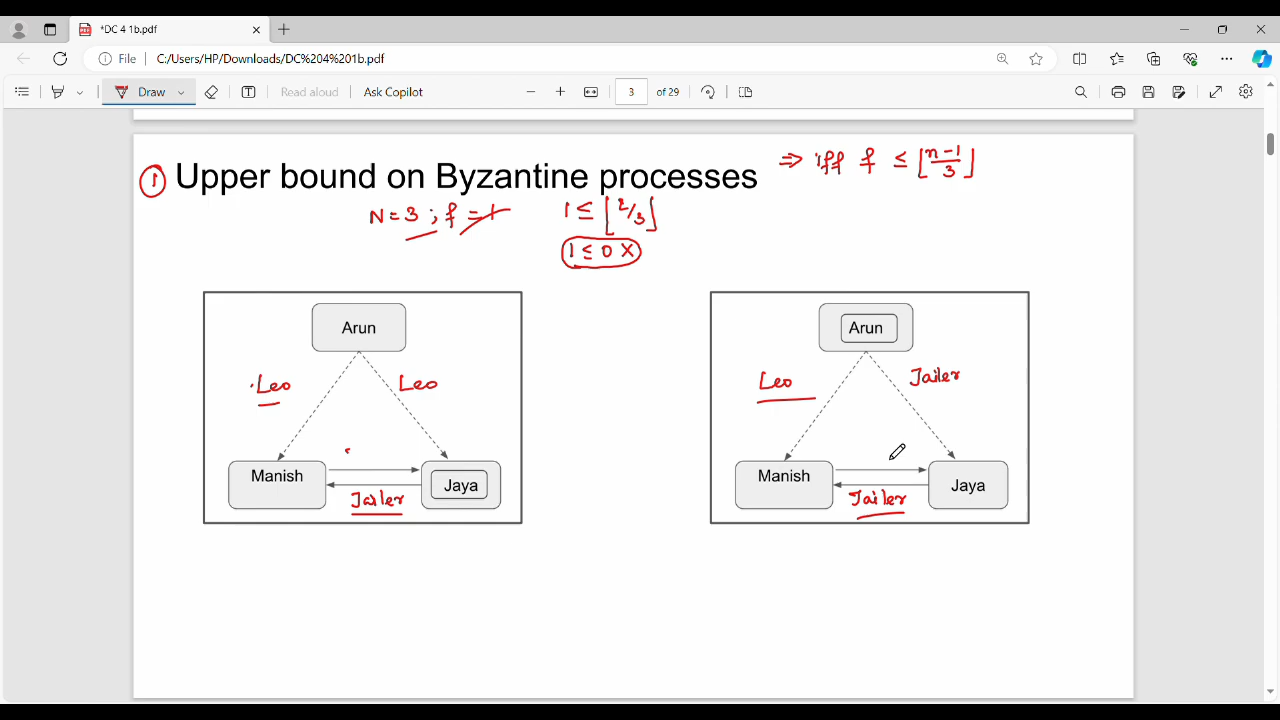 *DC 4 1b.pdf
File C:/Users/HP/Downloads/DC%204%201b.pdf
Draw Read aloud Ask Copilot 3 of 29
① Upper bound on Byzantine processes ⇒ iff f ≤ ⌊n-1/3⌋
N = 3 ; f = 1 1 ≤ ⌊2/3⌋
1 ≤ 0 X
Arun
Leo Leo
Manish
Jailer
Jaya
Arun
Leo Jailer
Manish
Jailer
Jaya